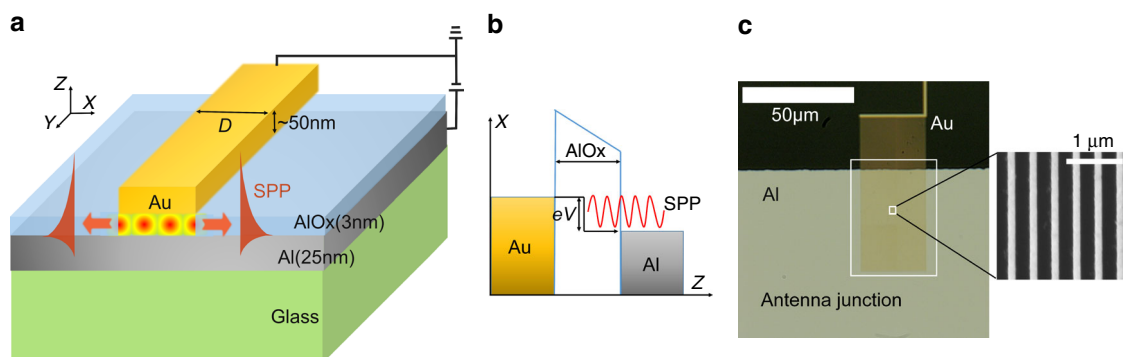 a
Z
X
Y
D
~50nm
SPP
Au
AlOx(3nm)
Al(25nm)
Glass
b
X
AlOx
eV
SPP
Au
Al
Z
c
50µm
Au
1 µm
Al
Antenna junction